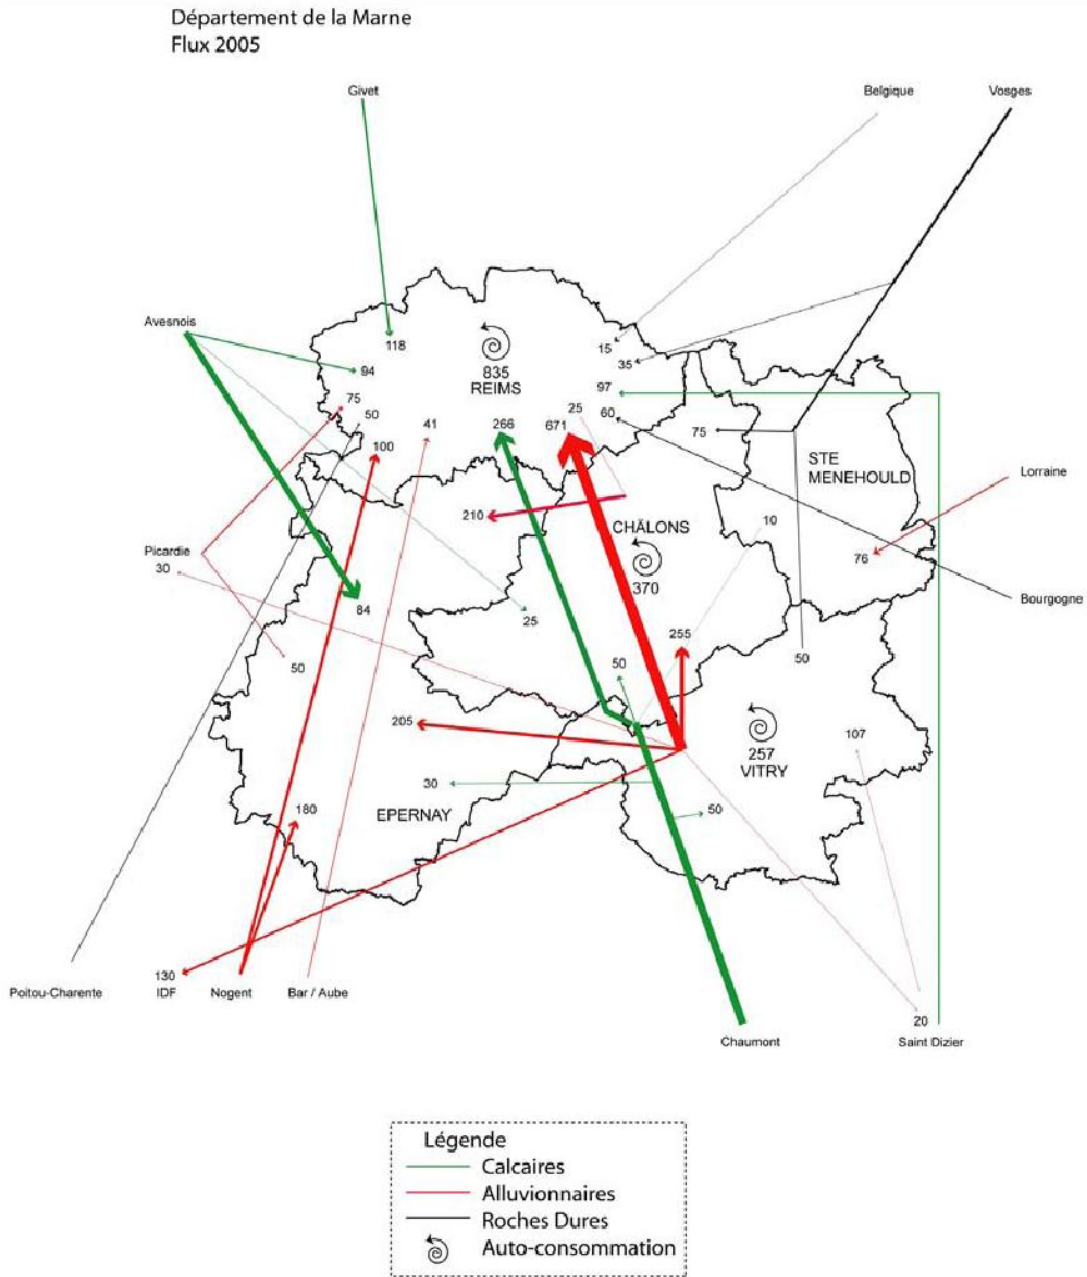 Département de la Marne
Flux 2005
Givet
Belgique
Vosges
Avesnois
118
835
REIMS
15
35
94
97
75
50
25
60
100
41
266
671
75
STE
MENEHOULD
Lorraine
210
CHÂLONS
10
Picardie
30
370
76
84
Bourgogne
25
255
50
50
50
205
257
VITRY
107
30
180
EPERNAY
50
130
Poitou-Charente
IDF
Nogent
Bar / Aube
20
Chaumont
Saint Dizier
Légende
Calcaires
Alluvionnaires
Roches Dures
Auto-consommation